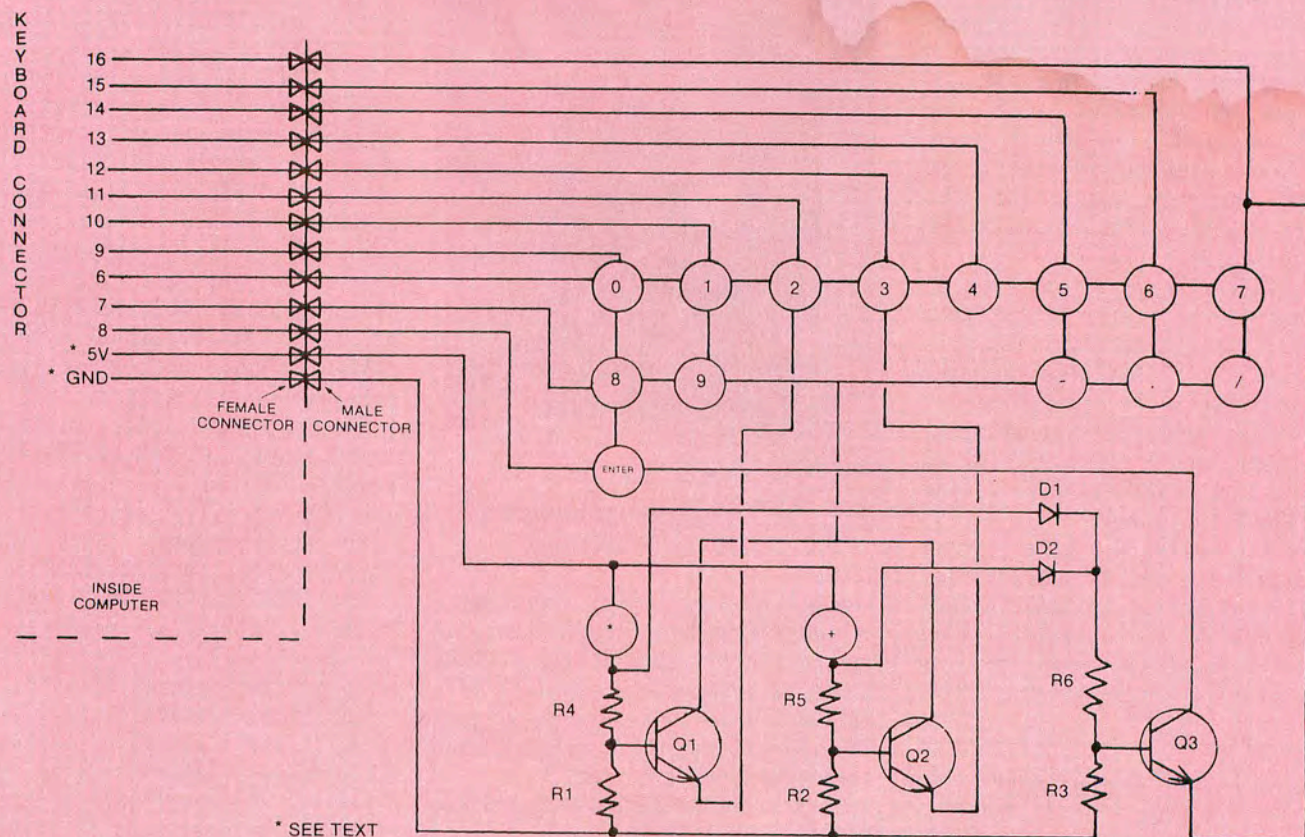 KEYBOARD CONNECTOR
16
15
14
13
12
11
10
9
6
7
8
* 5V
* GND
FEMALE
CONNECTOR
MALE
CONNECTOR
INSIDE
COMPUTER
0
1
2
3
4
5
6
7
8
9
-
.
/
ENTER
D1
D2
*
+
R4
Q1
R1
R5
Q2
R2
R6
Q3
R3
* SEE TEXT